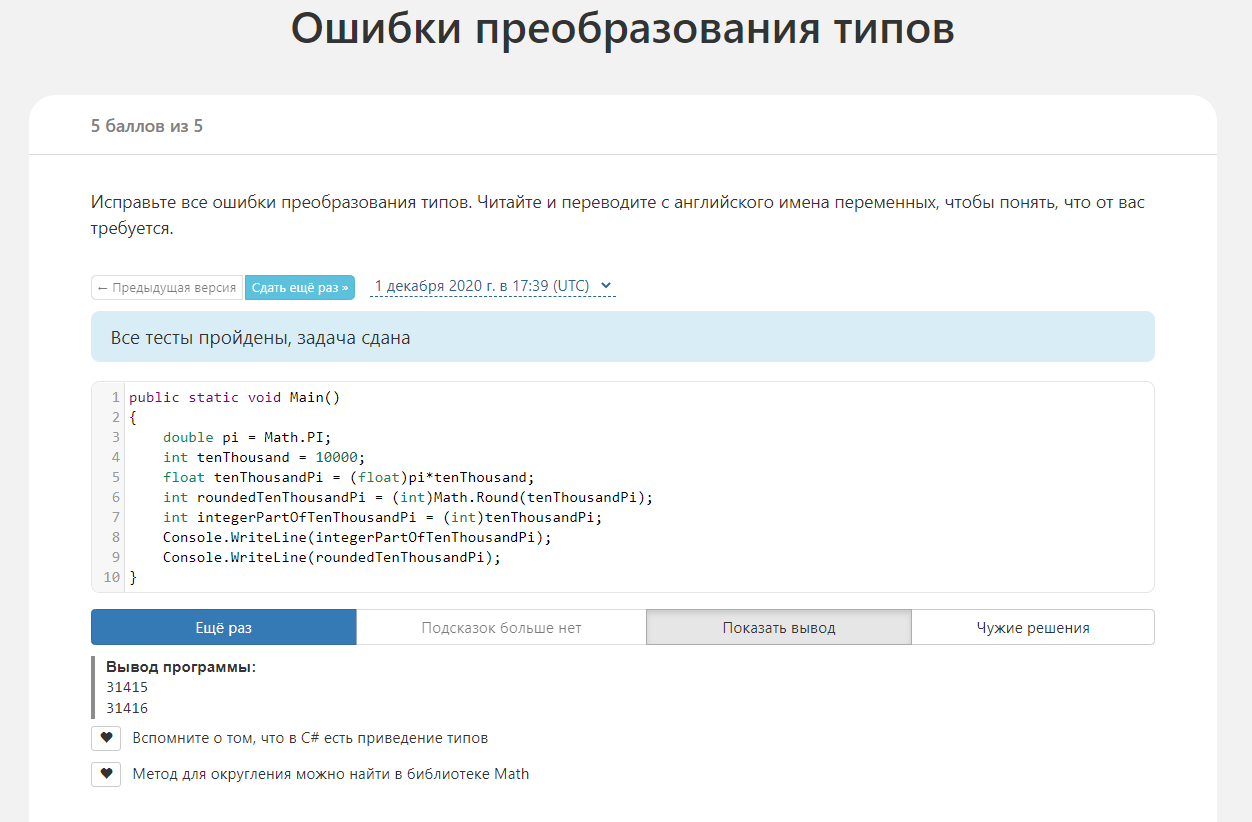 Ошибки преобразования типов
5 баллов из 5
Исправьте все ошибки преобразования типов. Читайте и переводите с английского имена переменных, чтобы понять, что от вас
требуется.
← Предыдущая версия Сдать ещё раз » 1 декабря 2020 г. в 17:39 (UTC)
Все тесты пройдены, задача сдана
1 public static void Main()
2 {
3     double pi = Math.PI;
4     int tenThousand = 10000;
5     float tenThousandPi = (float)pi*tenThousand;
6     int roundedTenThousandPi = (int)Math.Round(tenThousandPi);
7     int integerPartOfTenThousandPi = (int)tenThousandPi;
8     Console.WriteLine(integerPartOfTenThousandPi);
9     Console.WriteLine(roundedTenThousandPi);
10 }
Ещё раз Подсказок больше нет Показать вывод Чужие решения
Вывод программы:
31415
31416
Вспомните о том, что в C# есть приведение типов
Метод для округления можно найти в библиотеке Math